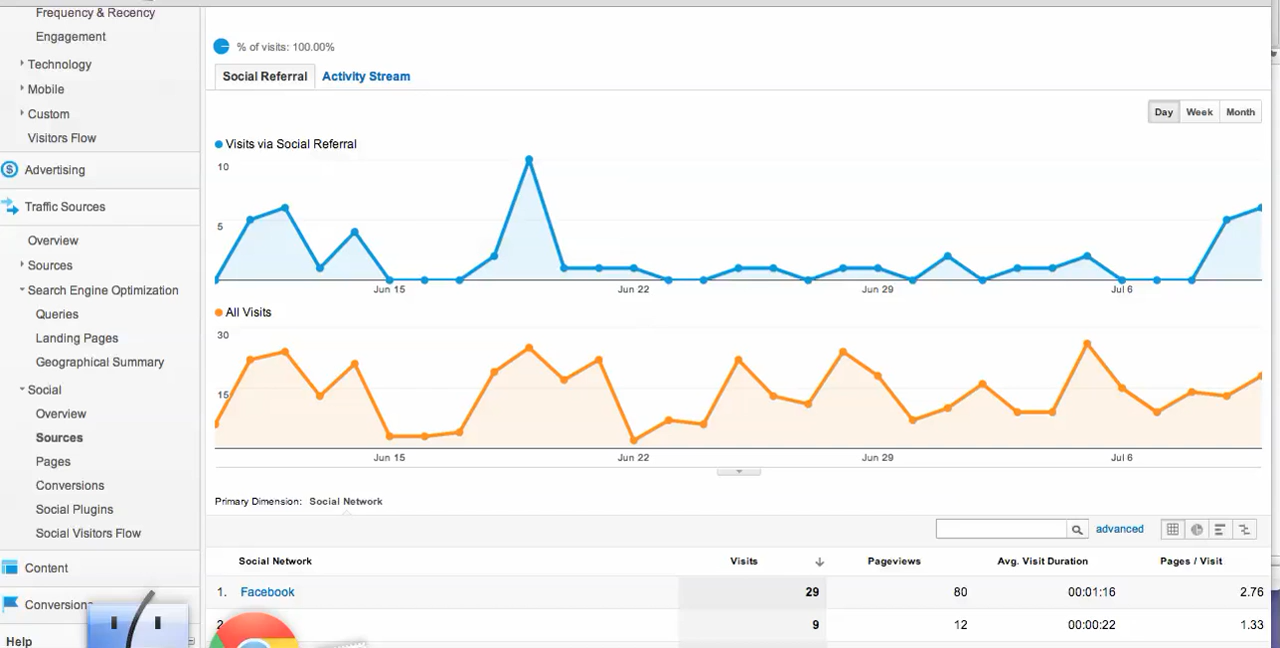 Frequency & Recency
Engagement
Technology
Mobile
Custom
Visitors Flow
Advertising
Traffic Sources
Overview
Sources
Search Engine Optimization
Queries
Landing Pages
Geographical Summary
Social
Overview
Sources
Pages
Conversions
Social Plugins
Social Visitors Flow
Content
Help
% of visits: 100.00%
Social Referral Activity Stream
Day Week Month
Visits via Social Referral
10
5
Jun 15 Jun 22 Jun 29 Jul 6
All Visits
30
15
Jun 15 Jun 22 Jun 29 Jul 6
Primary Dimension: Social Network
advanced
Social Network Visits Pageviews Avg. Visit Duration Pages / Visit
1. Facebook 29 80 00:01:16 2.76
2 9 12 00:00:22 1.33